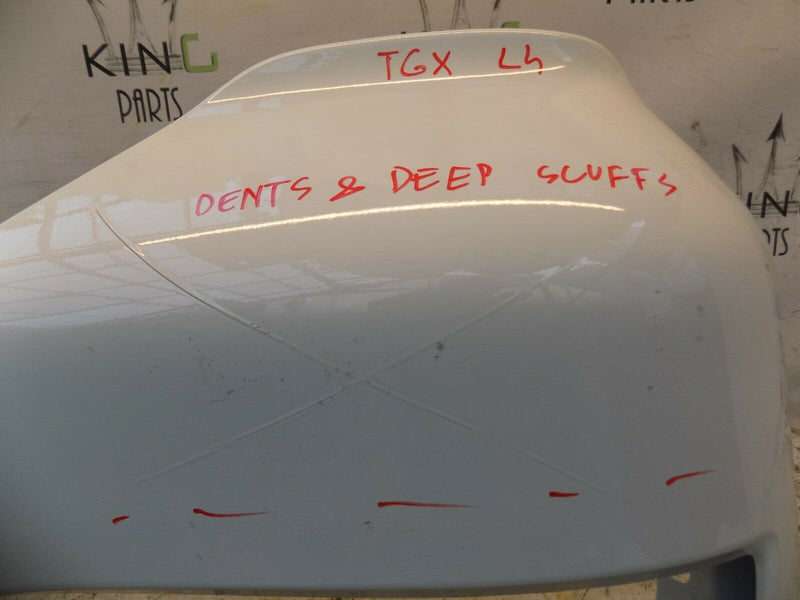 KING
PARTS
TGX Lh
DENTS & DEEP SCUFFS